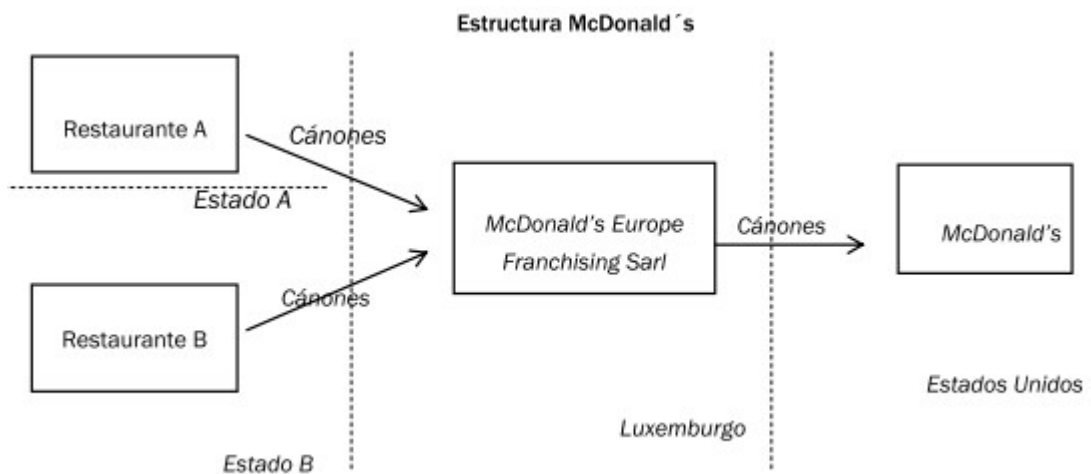 Estructura McDonald´s
Restaurante A
Cánones
Estado A
McDonald's Europe
Franchising Sarl
Cánones
McDonald's
Cánones
Restaurante B
Estados Unidos
Luxemburgo
Estado B